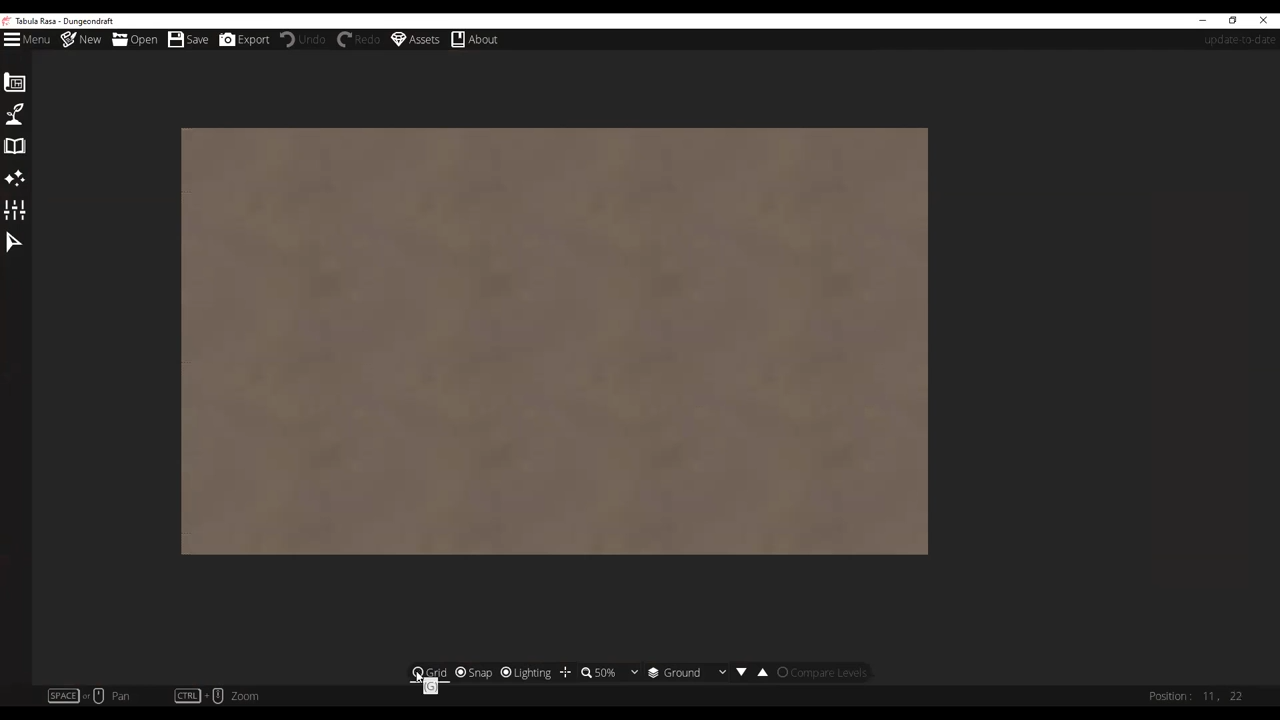 Tabula Rasa - Dungeondraft
Menu New Open Save Export Undo Redo Assets About update-to-date
Grid Snap Lighting 50% Ground Compare Levels
(G)
SPACE or Pan CTRL + Zoom Position : 11 , 22